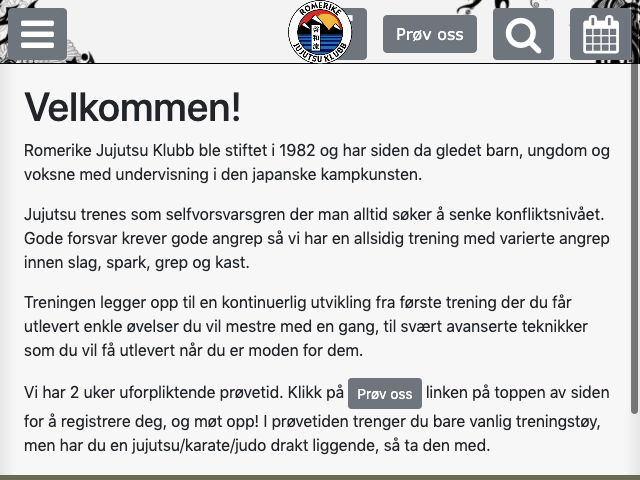 ROMERIKE
JUJUTSU KLUBB
Prøv oss
Velkommen!
Romerike Jujutsu Klubb ble stiftet i 1982 og har siden da gledet barn, ungdom og
voksne med undervisning i den japanske kampkunsten.
Jujutsu trenes som selfvorsvarsgren der man alltid søker å senke konfliktsnivået.
Gode forsvar krever gode angrep så vi har en allsidig trening med varierte angrep
innen slag, spark, grep og kast.
Treningen legger opp til en kontinuerlig utvikling fra første trening der du får
utlevert enkle øvelser du vil mestre med en gang, til svært avanserte teknikker
som du vil få utlevert når du er moden for dem.
Vi har 2 uker uforpliktende prøvetid. Klikk på Prøv oss linken på toppen av siden
for å registrere deg, og møt opp! I prøvetiden trenger du bare vanlig treningstøy,
men har du en jujutsu/karate/judo drakt liggende, så ta den med.